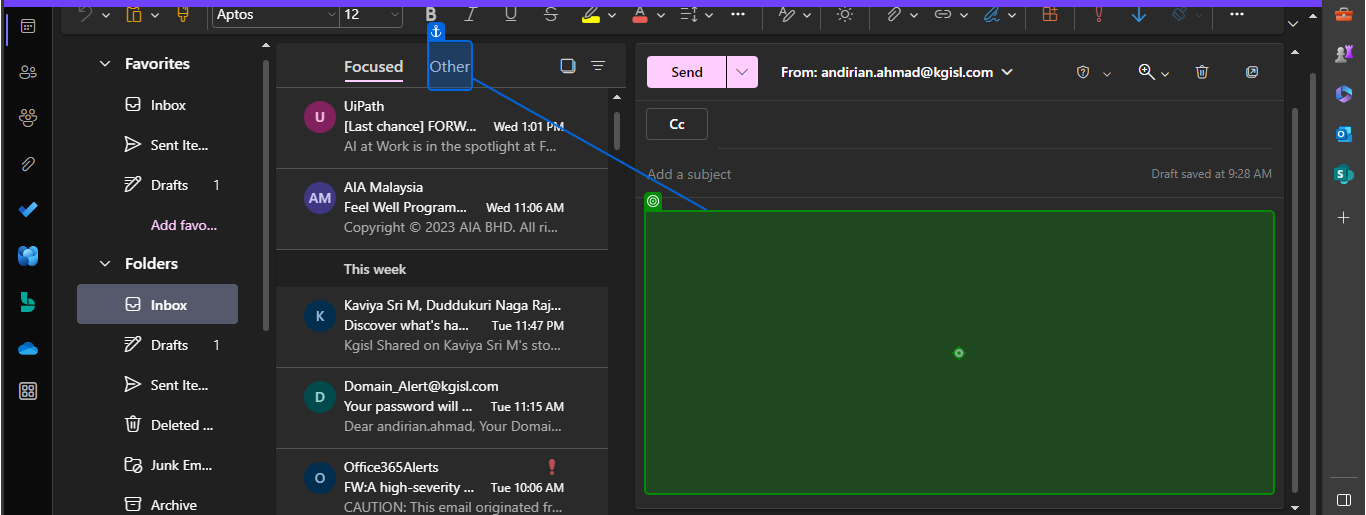 Aptos
12
B
I
U
S
A
Focused
Other
Favorites
Inbox
Sent Ite...
Drafts 1
Add favo...
Folders
Inbox
Drafts 1
Sent Ite...
Deleted ...
Junk Em...
Archive
U
UiPath
[Last chance] FORW... Wed 1:01 PM
AI at Work is in the spotlight at F...
AM
AIA Malaysia
Feel Well Program... Wed 11:06 AM
Copyright © 2023 AIA BHD. All ri...
This week
K
Kaviya Sri M, Duddukuri Naga Raj...
Discover what's ha... Tue 11:47 PM
Kgisl Shared on Kaviya Sri M's sto...
D
Domain_Alert@kgisl.com
Your password will ... Tue 11:15 AM
Dear andirian.ahmad, Your Domai...
O
Office365Alerts
FW:A high-severity ... Tue 10:06 AM
CAUTION: This email originated fr...
Send
From: andirian.ahmad@kgisl.com
Cc
Add a subject
Draft saved at 9:28 AM